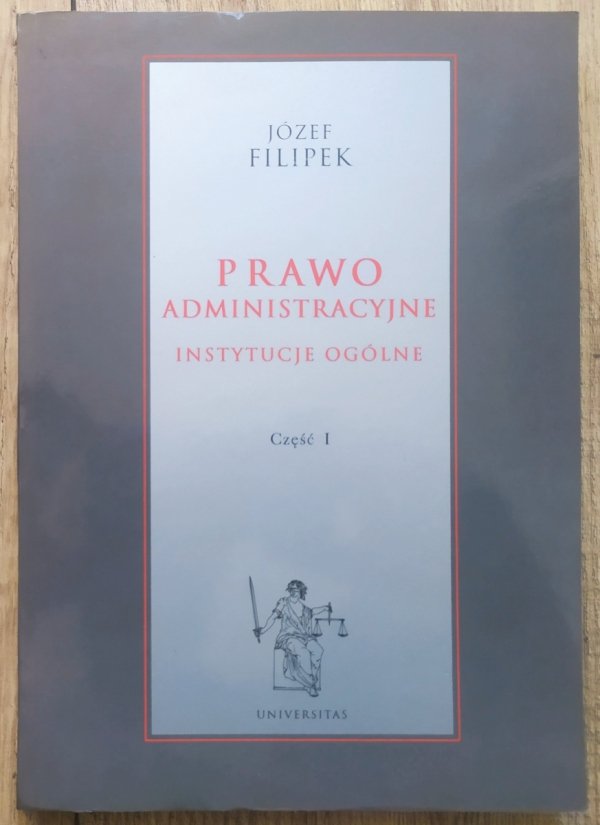 JÓZEF
FILIPEK
PRAWO
ADMINISTRACYJNE
INSTYTUCJE OGÓLNE
Część I
UNIVERSITAS